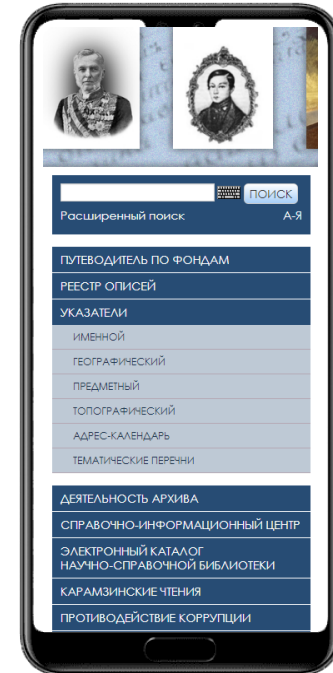 ПОИСК
Расширенный поиск А-Я
ПУТЕВОДИТЕЛЬ ПО ФОНДАМ
РЕЕСТР ОПИСЕЙ
УКАЗАТЕЛИ
ИМЕННОЙ
ГЕОГРАФИЧЕСКИЙ
ПРЕДМЕТНЫЙ
ТОПОГРАФИЧЕСКИЙ
АДРЕС-КАЛЕНДАРЬ
ТЕМАТИЧЕСКИЕ ПЕРЕЧНИ
ДЕЯТЕЛЬНОСТЬ АРХИВА
СПРАВОЧНО-ИНФОРМАЦИОННЫЙ ЦЕНТР
ЭЛЕКТРОННЫЙ КАТАЛОГ
НАУЧНО-СПРАВОЧНОЙ БИБЛИОТЕКИ
КАРАМЗИНСКИЕ ЧТЕНИЯ
ПРОТИВОДЕЙСТВИЕ КОРРУПЦИИ